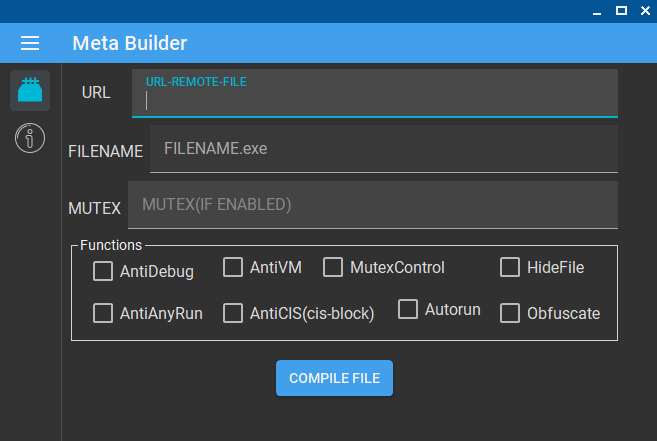 Meta Builder
URL
URL-REMOTE-FILE
FILENAME
FILENAME.exe
MUTEX
MUTEX(IF ENABLED)
Functions
AntiDebug AntiVM MutexControl HideFile
AntiAnyRun AntiCIS(cis-block) Autorun Obfuscate
COMPILE FILE